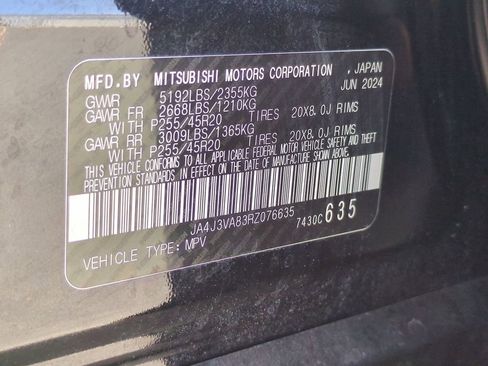 MFD.BY MITSUBISHI MOTORS CORPORATION , JAPAN
JUN 2024
GVWR 5192LBS/2355KG
GAWR FR 2668LBS/1210KG
WITH P255/45R20 TIRES 20X8.0J RIMS
GAWR RR 3009LBS/1365KG
WITH P255/45R20 TIRES 20X8.0J RIMS
THIS VEHICLE CONFORMS TO ALL APPLICABLE FEDERAL MOTOR VEHICLE SAFETY AND THEFT
PREVENTION STANDARDS IN EFFECT ON THE DATE OF MANUFACTURE SHOWN ABOVE.
JA4J3VA83RZ076635
7430C 635
VEHICLE TYPE: MPV